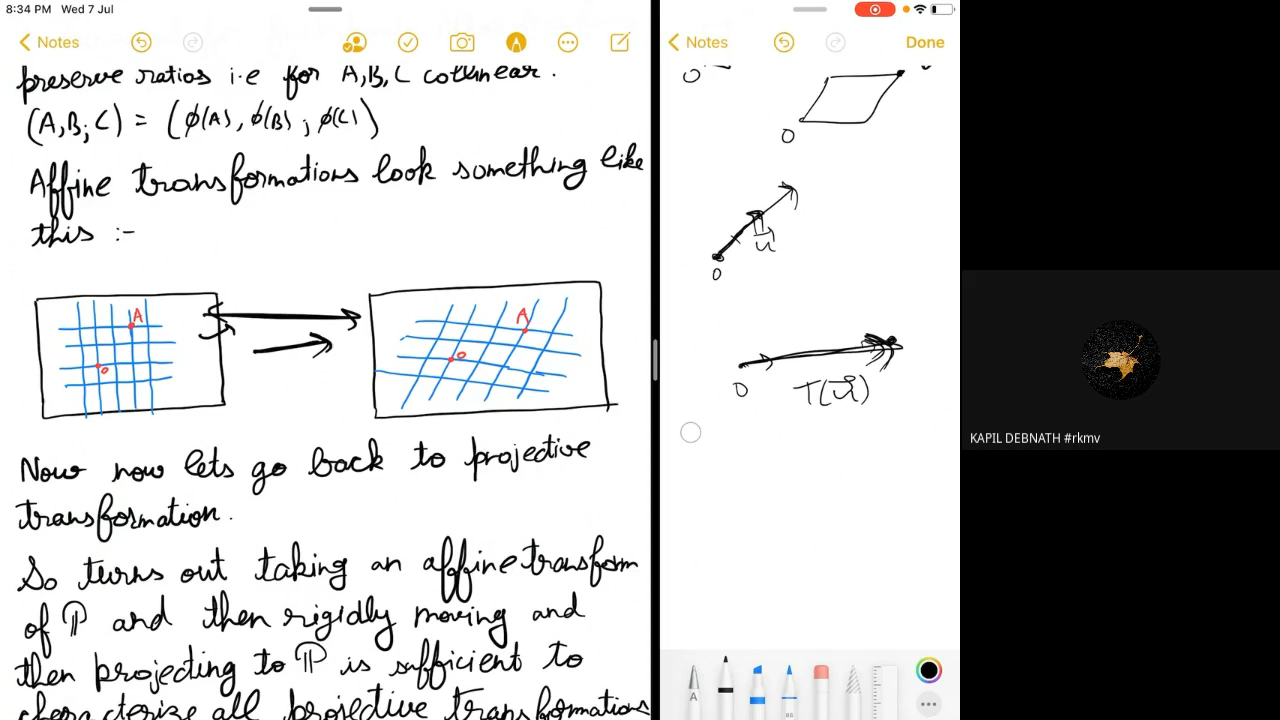 8:34 PM Wed 7 Jul
Notes
preserve ratios i.e for A,B,C collinear.
(A,B;C) = (ϕ(A), ϕ(B); ϕ(C))
Affine transformations look something like
this :-
A
O
A
O
Now now lets go back to projective
transformation.
So turns out taking an affine transform
of ℙ and then rigidly moving and
then projecting to ℙ is sufficient to
characterize all projective transformations
Notes
Done
O
O
u
O
O
T(u)
A
KAPIL DEBNATH #rkmv